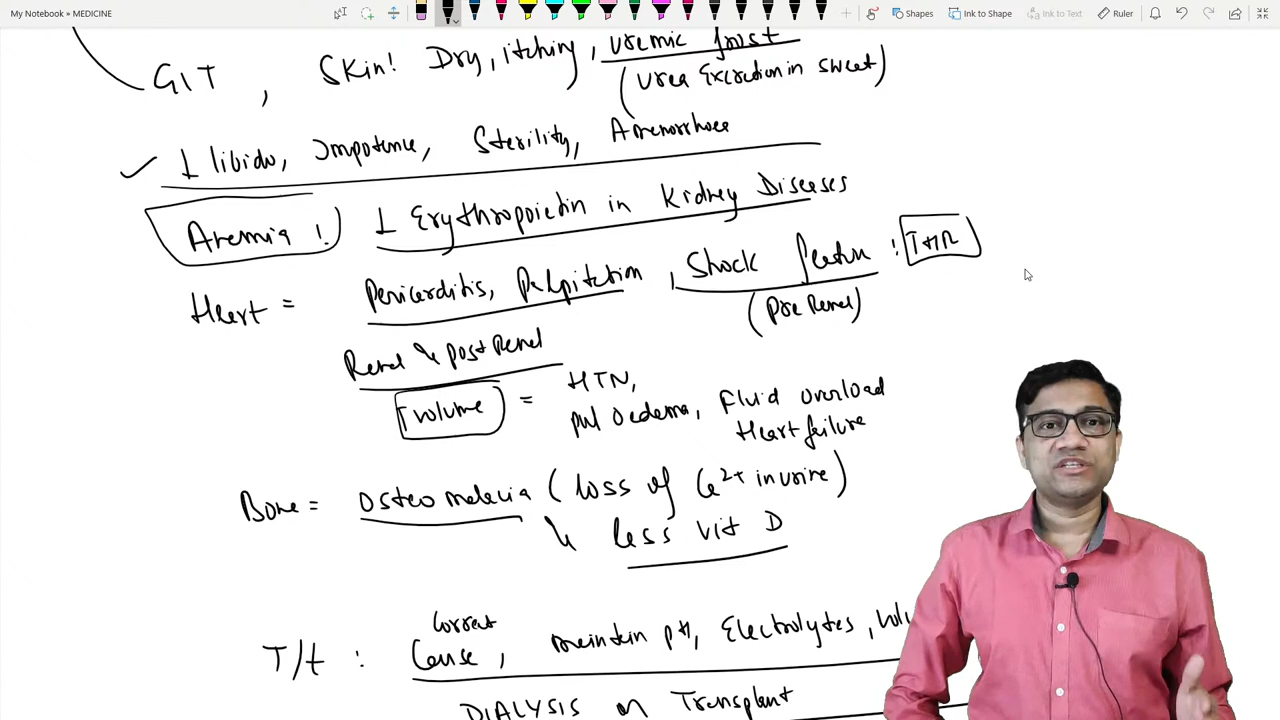 My Notebook » MEDICINE
Shapes Ink to Shape Ink to Text Ruler
GIT, Skin! Dry, itching, uremic frost
(urea Excretion in sweat)
↓ libido, Impotence, Sterility, Amenorrhoea
Anemia! ↓ Erythropoietin in Kidney Diseases
Heart = Pericarditis, Palpitation, Shock feature : ↑HR
(Pre Renal)
Renal & post Renal
↑volume = HTN,
pul oedema, Fluid overload
Heart failure
Bone = Osteomalacia (loss of Ca2+ in urine)
↳ less vit D
T/t : Correct Cause, maintain pH, Electrolytes,
DIALYSIS or Transplant